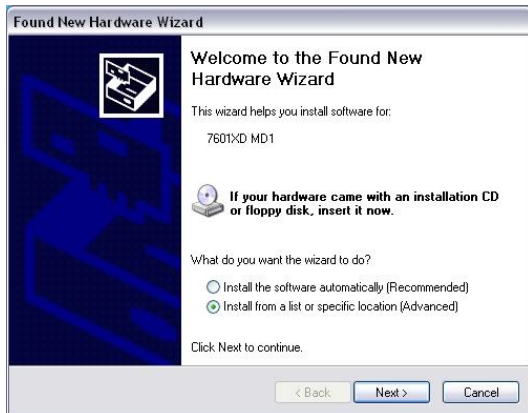 Found New Hardware Wizard
Welcome to the Found New
Hardware Wizard
This wizard helps you install software for:
7601XD MD1
If your hardware came with an installation CD
or floppy disk, insert it now.
What do you want the wizard to do?
Install the software automatically (Recommended)
Install from a list or specific location (Advanced)
Click Next to continue.
< Back Next > Cancel